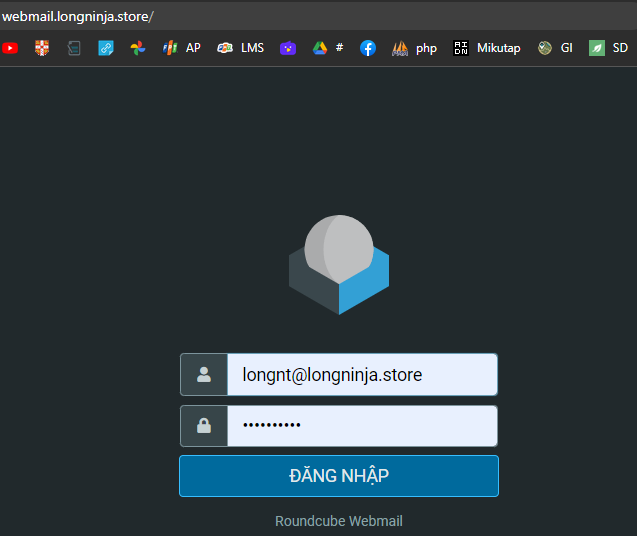 webmail.longninja.store/
AP LMS # php Mikutap GI SD
longnt@longninja.store
••••••••••
ĐĂNG NHẬP
Roundcube Webmail